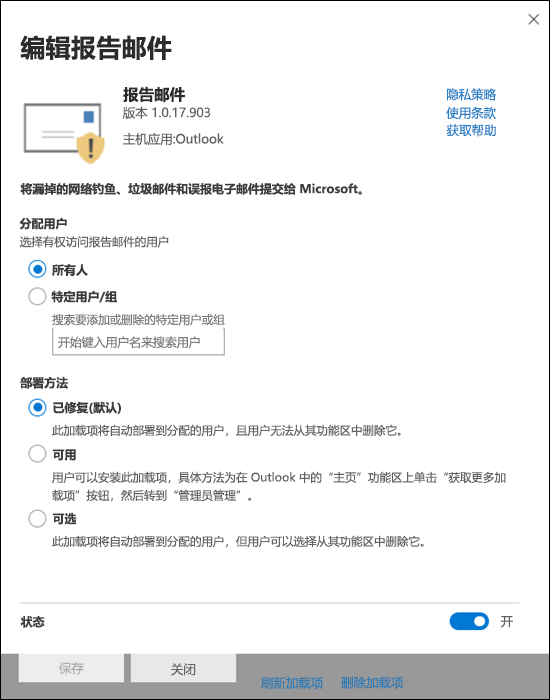 编辑报告邮件
报告邮件
版本 1.0.17.903
主机应用:Outlook
隐私策略
使用条款
获取帮助
将漏掉的网络钓鱼、垃圾邮件和误报电子邮件提交给 Microsoft。
分配用户
选择有权访问报告邮件的用户
所有人
特定用户/组
搜索要添加或删除的特定用户或组
开始键入用户名来搜索用户
部署方法
已修复(默认)
此加载项将自动部署到分配的用户，且用户无法从其功能区中删除它。
可用
用户可以安装此加载项，具体方法为在 Outlook 中的“主页”功能区上单击“获取更多加
载项”按钮，然后转到“管理员管理”。
可选
此加载项将自动部署到分配的用户，但用户可以选择从其功能区中删除它。
状态
开
保存
关闭
刷新加载项
删除加载项